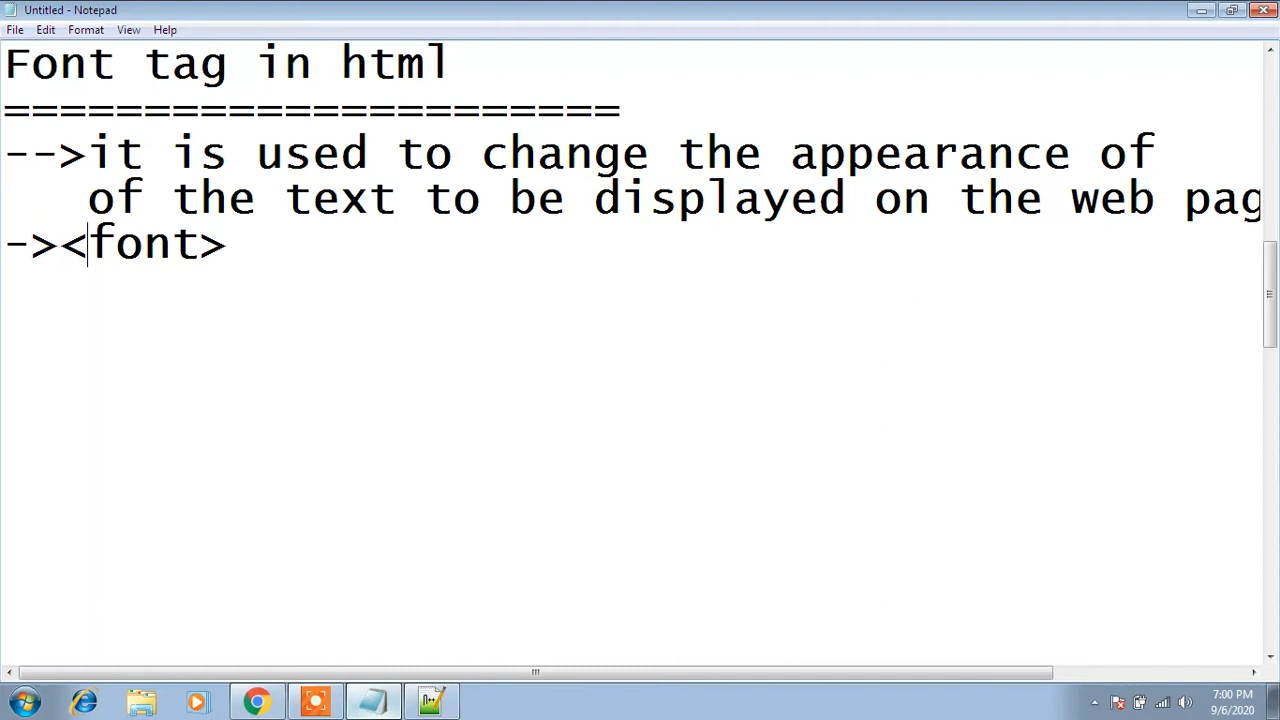 Untitled - Notepad
File Edit Format View Help
Font tag in html
======================
-->it is used to change the appearance of
of the text to be displayed on the web pag
-><font>
7:00 PM
9/6/2020